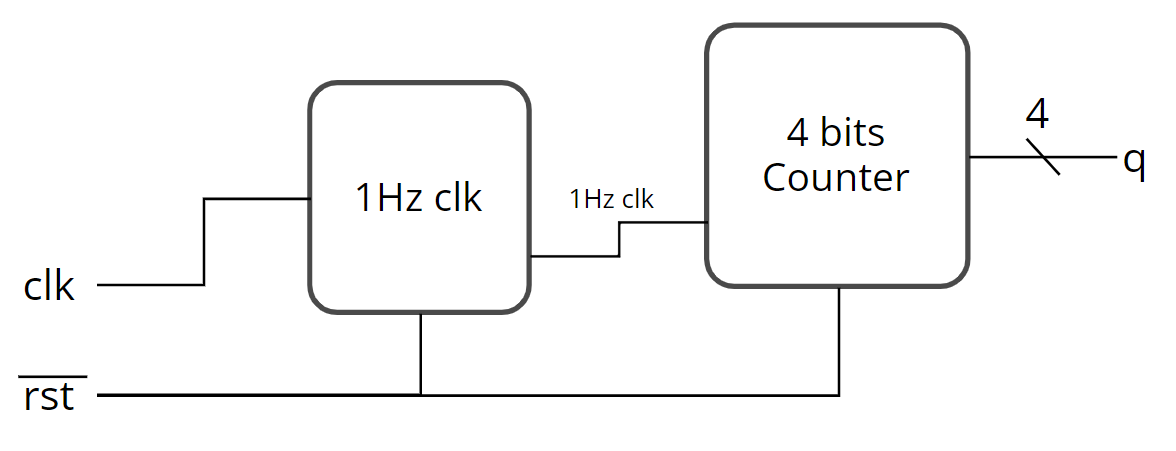 1Hz clk
1Hz clk
4 bits
Counter
4
q
clk
rst